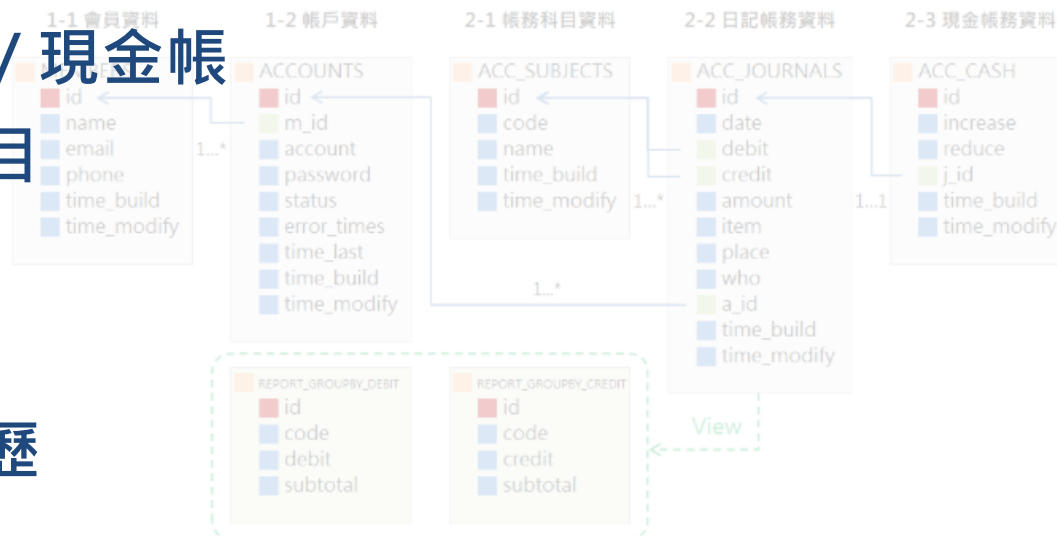 1-1 會員資料
1-2 帳戶資料
2-1 帳務科目資料
2-2 日記帳務資料
2-3 現金帳務資料
/ 現金帳
目
歷
id
name
email
phone
time_build
time_modify
1...*
ACCOUNTS
id
m_id
account
password
status
error_times
time_last
time_build
time_modify
ACC_SUBJECTS
id
code
name
time_build
time_modify
1...*
ACC_JOURNALS
id
date
debit
credit
amount
item
place
who
a_id
time_build
time_modify
1...1
ACC_CASH
id
increase
reduce
j_id
time_build
time_modify
1...*
REPORT_GROUPBY_DEBIT
id
code
debit
subtotal
REPORT_GROUPBY_CREDIT
id
code
credit
subtotal
View